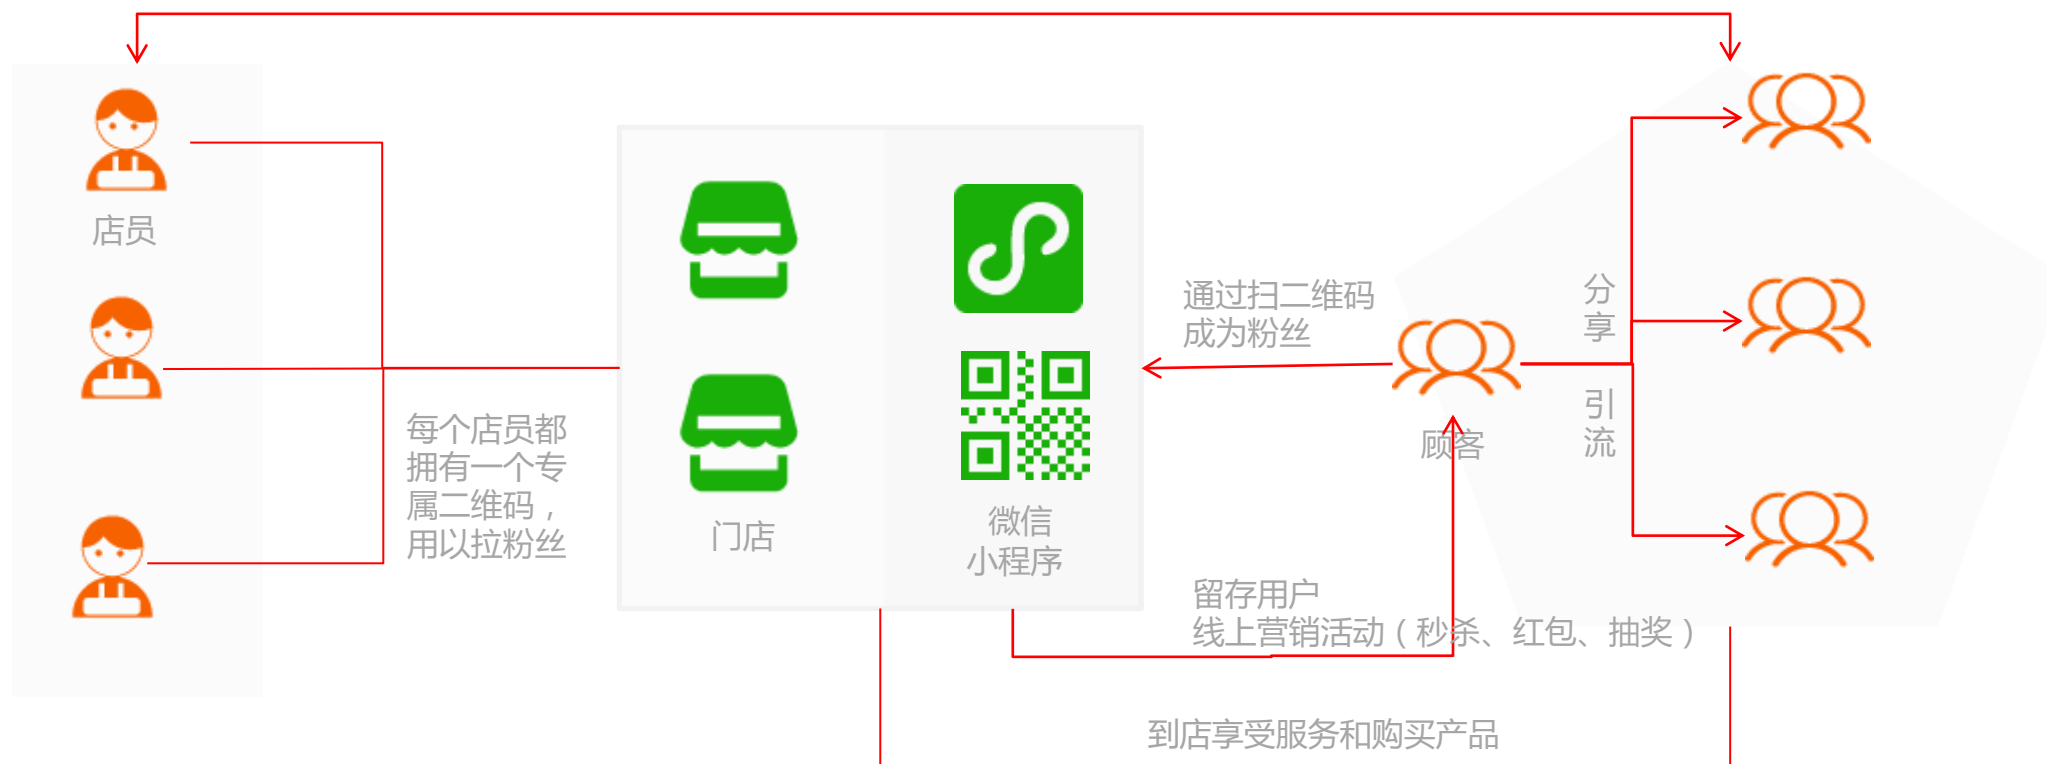 店员
每个店员都
拥有一个专
属二维码，
用以拉粉丝
门店
微信
小程序
通过扫二维码
成为粉丝
顾客
分
享
引
流
留存用户
线上营销活动（秒杀、红包、抽奖）
到店享受服务和购买产品